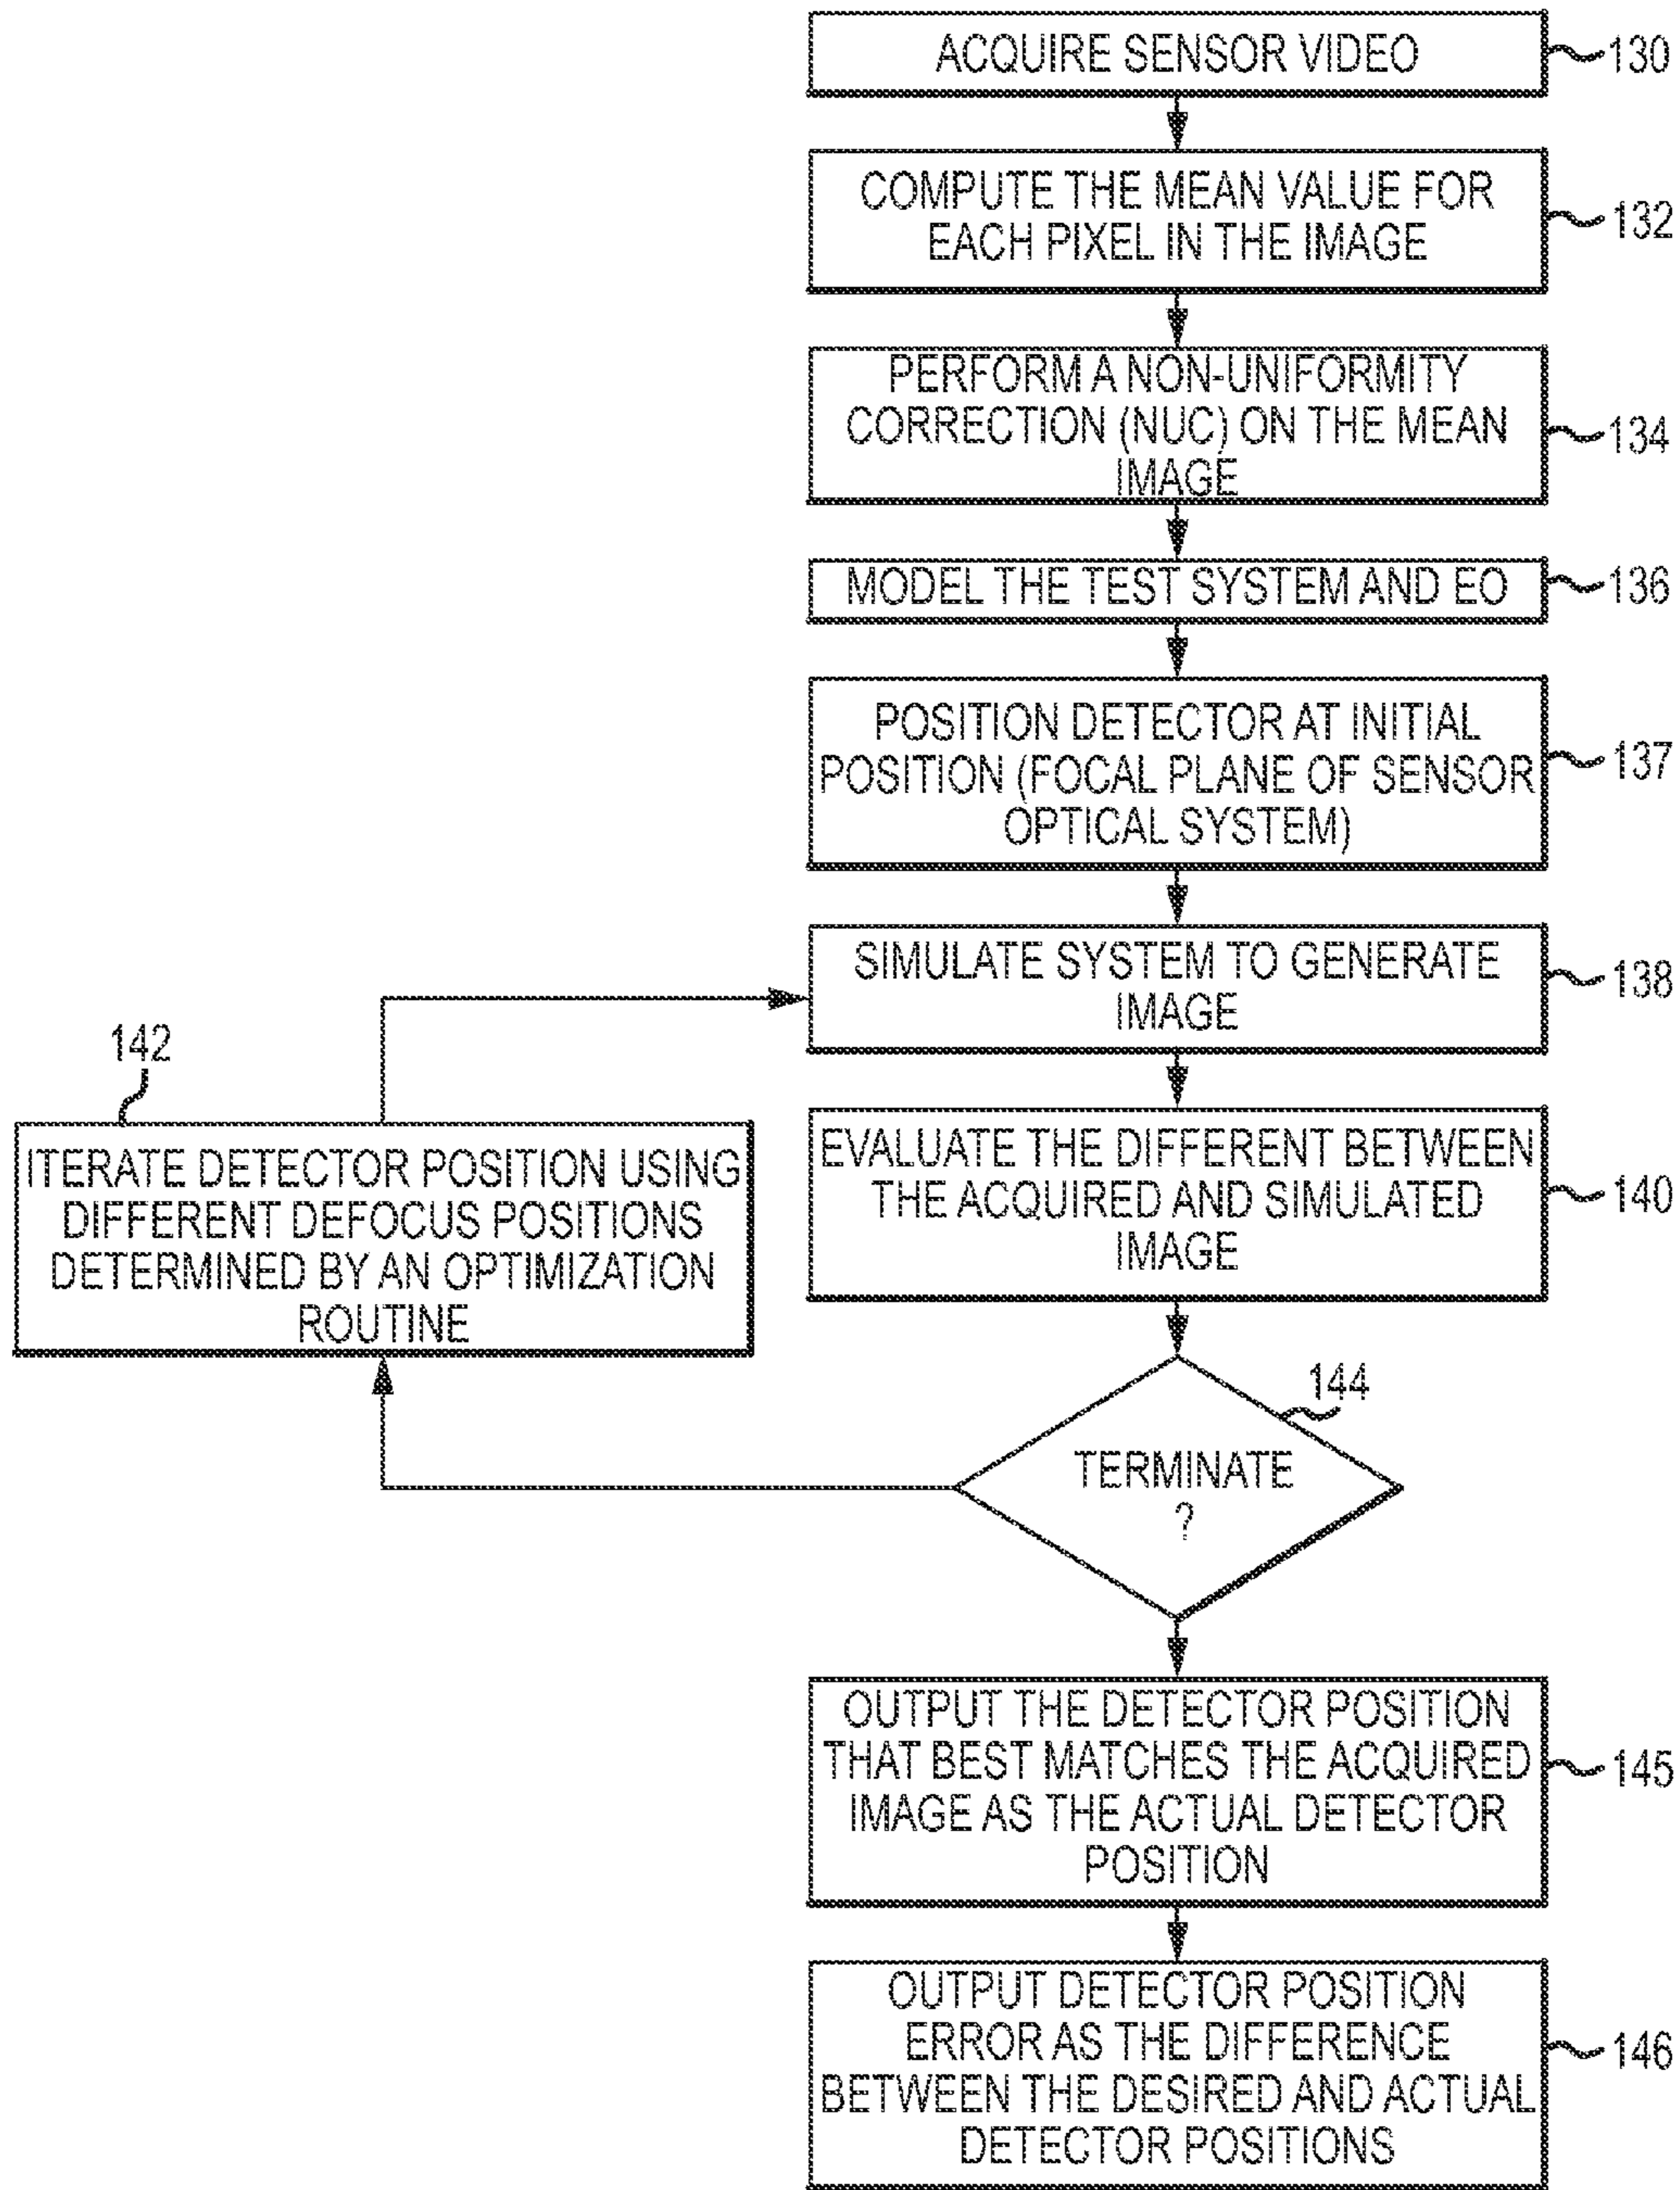 ACQUIRE SENSOR VIDEO
130
COMPUTE THE MEAN VALUE FOR
EACH PIXEL IN THE IMAGE
132
PERFORM A NON-UNIFORMITY
CORRECTION (NUC) ON THE MEAN
IMAGE
134
MODEL THE TEST SYSTEM AND EO
136
POSITION DETECTOR AT INITIAL
POSITION (FOCAL PLANE OF SENSOR
OPTICAL SYSTEM)
137
SIMULATE SYSTEM TO GENERATE
IMAGE
138
142
ITERATE DETECTOR POSITION USING
DIFFERENT DEFOCUS POSITIONS
DETERMINED BY AN OPTIMIZATION
ROUTINE
EVALUATE THE DIFFERENT BETWEEN
THE ACQUIRED AND SIMULATED
IMAGE
140
144
TERMINATE
?
OUTPUT THE DETECTOR POSITION
THAT BEST MATCHES THE ACQUIRED
IMAGE AS THE ACTUAL DETECTOR
POSITION
145
OUTPUT DETECTOR POSITION
ERROR AS THE DIFFERENCE
BETWEEN THE DESIRED AND ACTUAL
DETECTOR POSITIONS
146